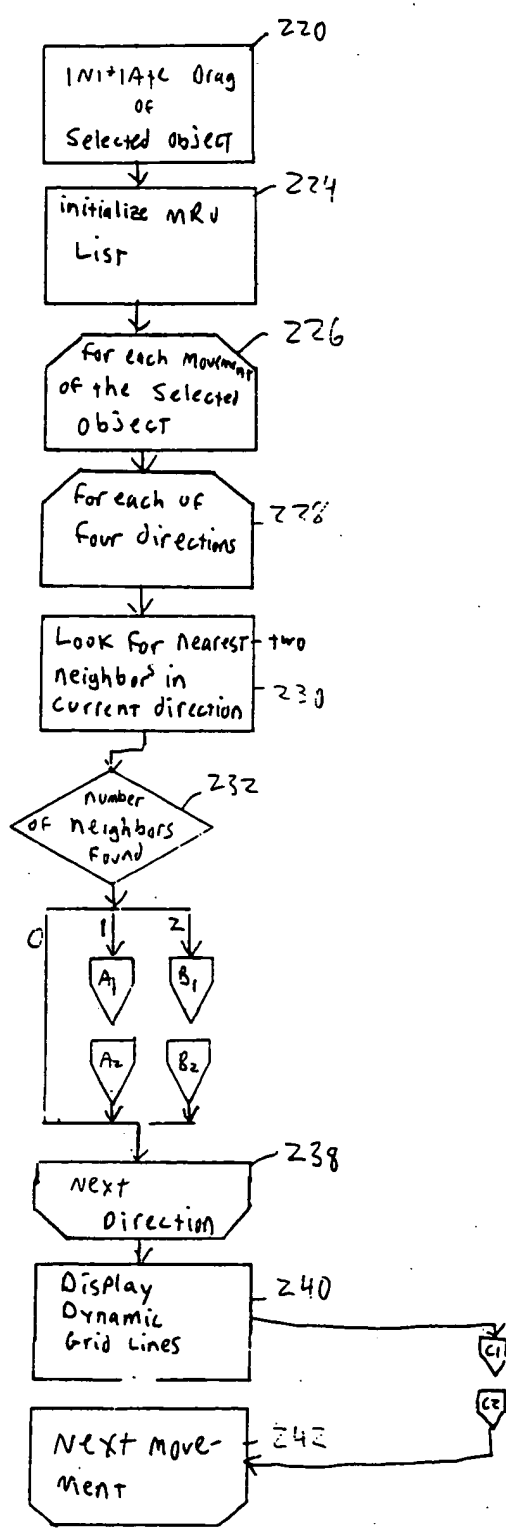 220
INitiAte Drag
of
Selected Object
224
initialize MRU
List
226
for each Movement
of the Selected
Object
for each of
four directions
228
Look for nearest two
neighbors in
current direction
230
232
number
of neighbors
found
0
1
2
A1
B1
A2
B2
238
Next
Direction
Display
Dynamic
Grid Lines
240
C1
C2
Next move-
ment
242